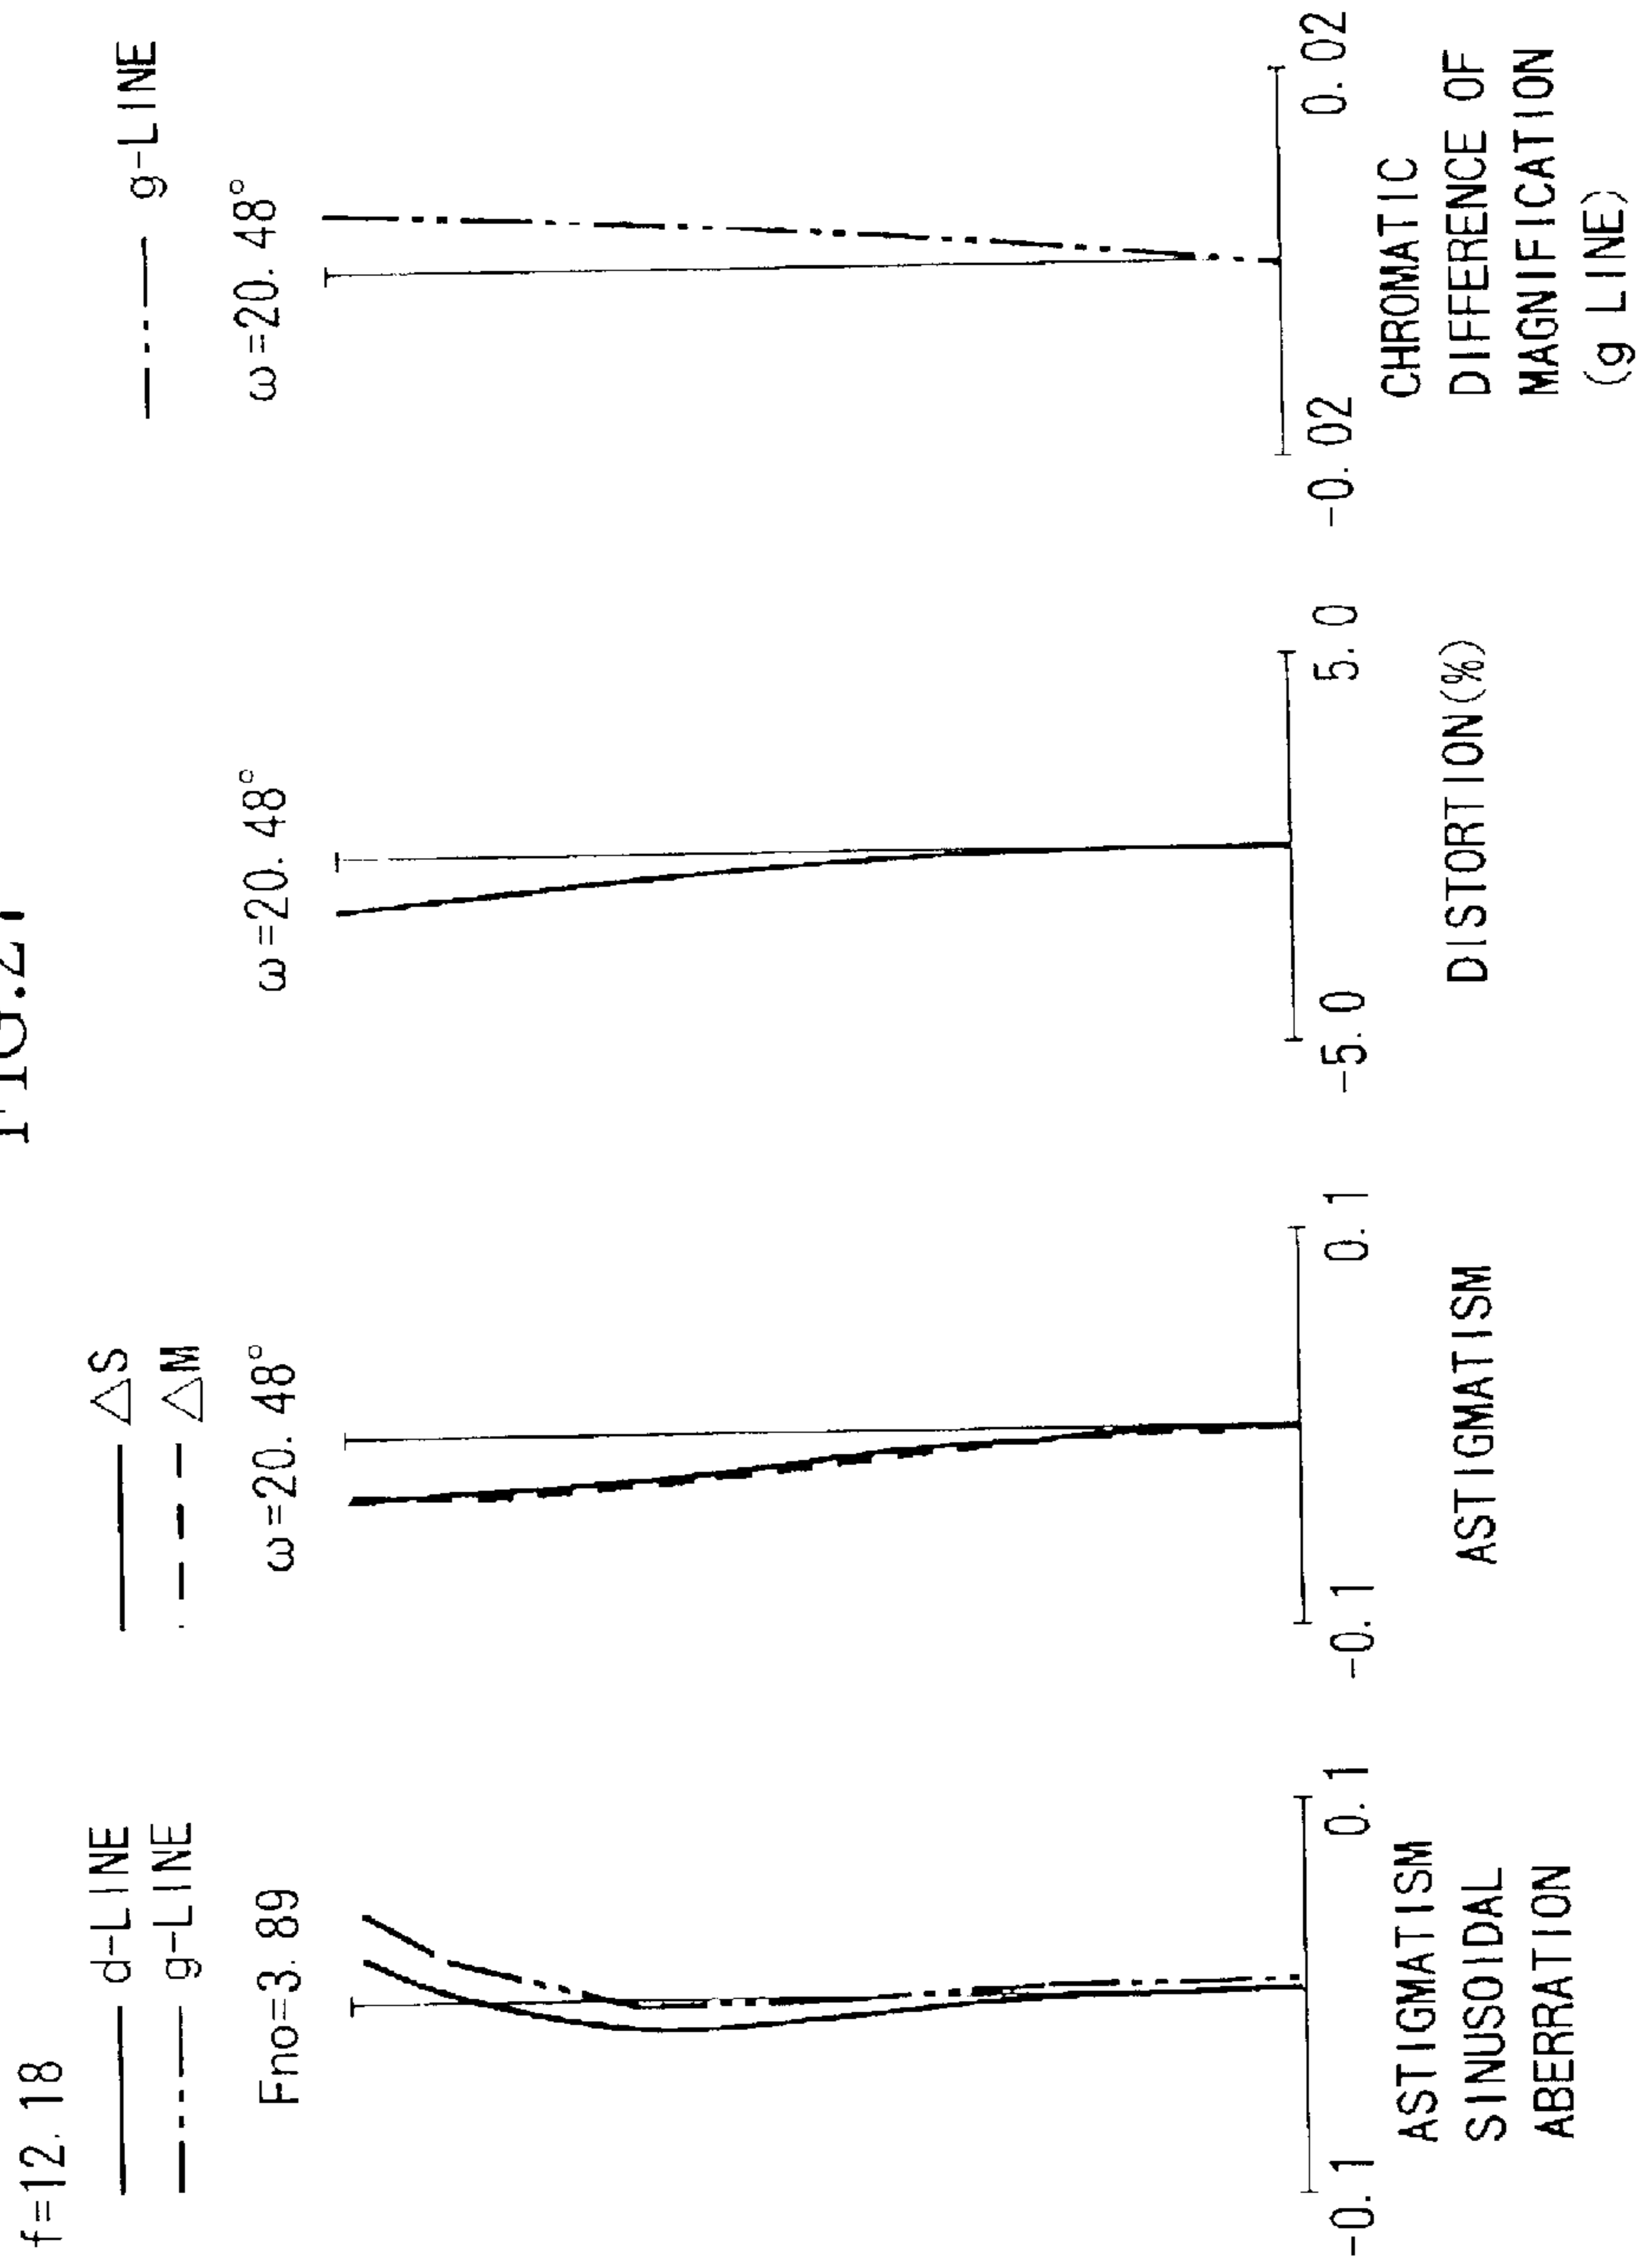 FIG.21
f=12.18
d-LINE
g-LINE
Fno=3.89
-0.1
0.1
ASTIGMATISM
SINUSOIDAL
ABERRATION
△S
△M
ω=20.48°
-0.1
0.1
ASTIGMATISM
ω=20.48°
-5.0
5.0
DISTORTION(%)
g-LINE
ω=20.48°
-0.02
0.02
CHROMATIC
DIFFERENCE OF
MAGNIFICATION
(g LINE)